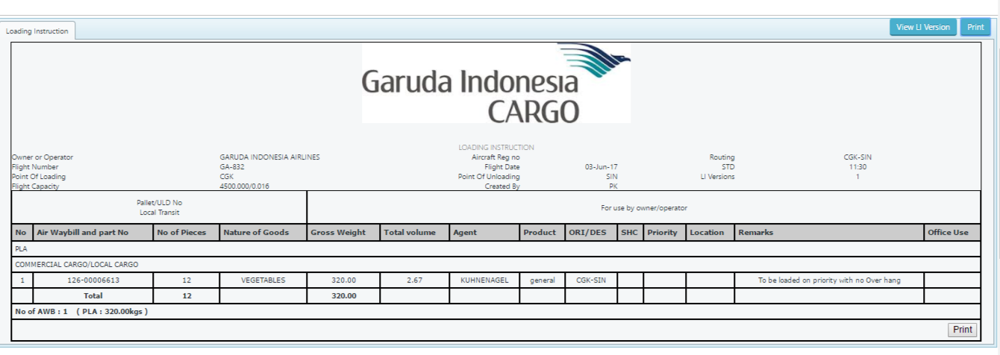 Loading Instruction View LI Version Print
Garuda Indonesia
CARGO
LOADING INSTRUCTION
Owner or Operator GARUDA INDONESIA AIRLINES Aircraft Reg no Routing CGK-SIN
Flight Number GA-832 Flight Date 03-Jun-17 STD 11:30
Point Of Loading CGK Point Of Unloading SIN LI Versions 1
Flight Capacity 4500.000/0.016 Created By PK
Pallet/ULD No
Local Transit
For use by owner/operator
No Air Waybill and part No No of Pieces Nature of Goods Gross Weight Total volume Agent Product ORI/DES SHC Priority Location Remarks Office Use
PLA
COMMERCIAL CARGO/LOCAL CARGO
1 126-00006613 12 VEGETABLES 320.00 2.67 KUHNENAGEL general CGK-SIN To be loaded on priority with no Over hang
Total 12 320.00
No of AWB : 1 ( PLA : 320.00kgs )
Print